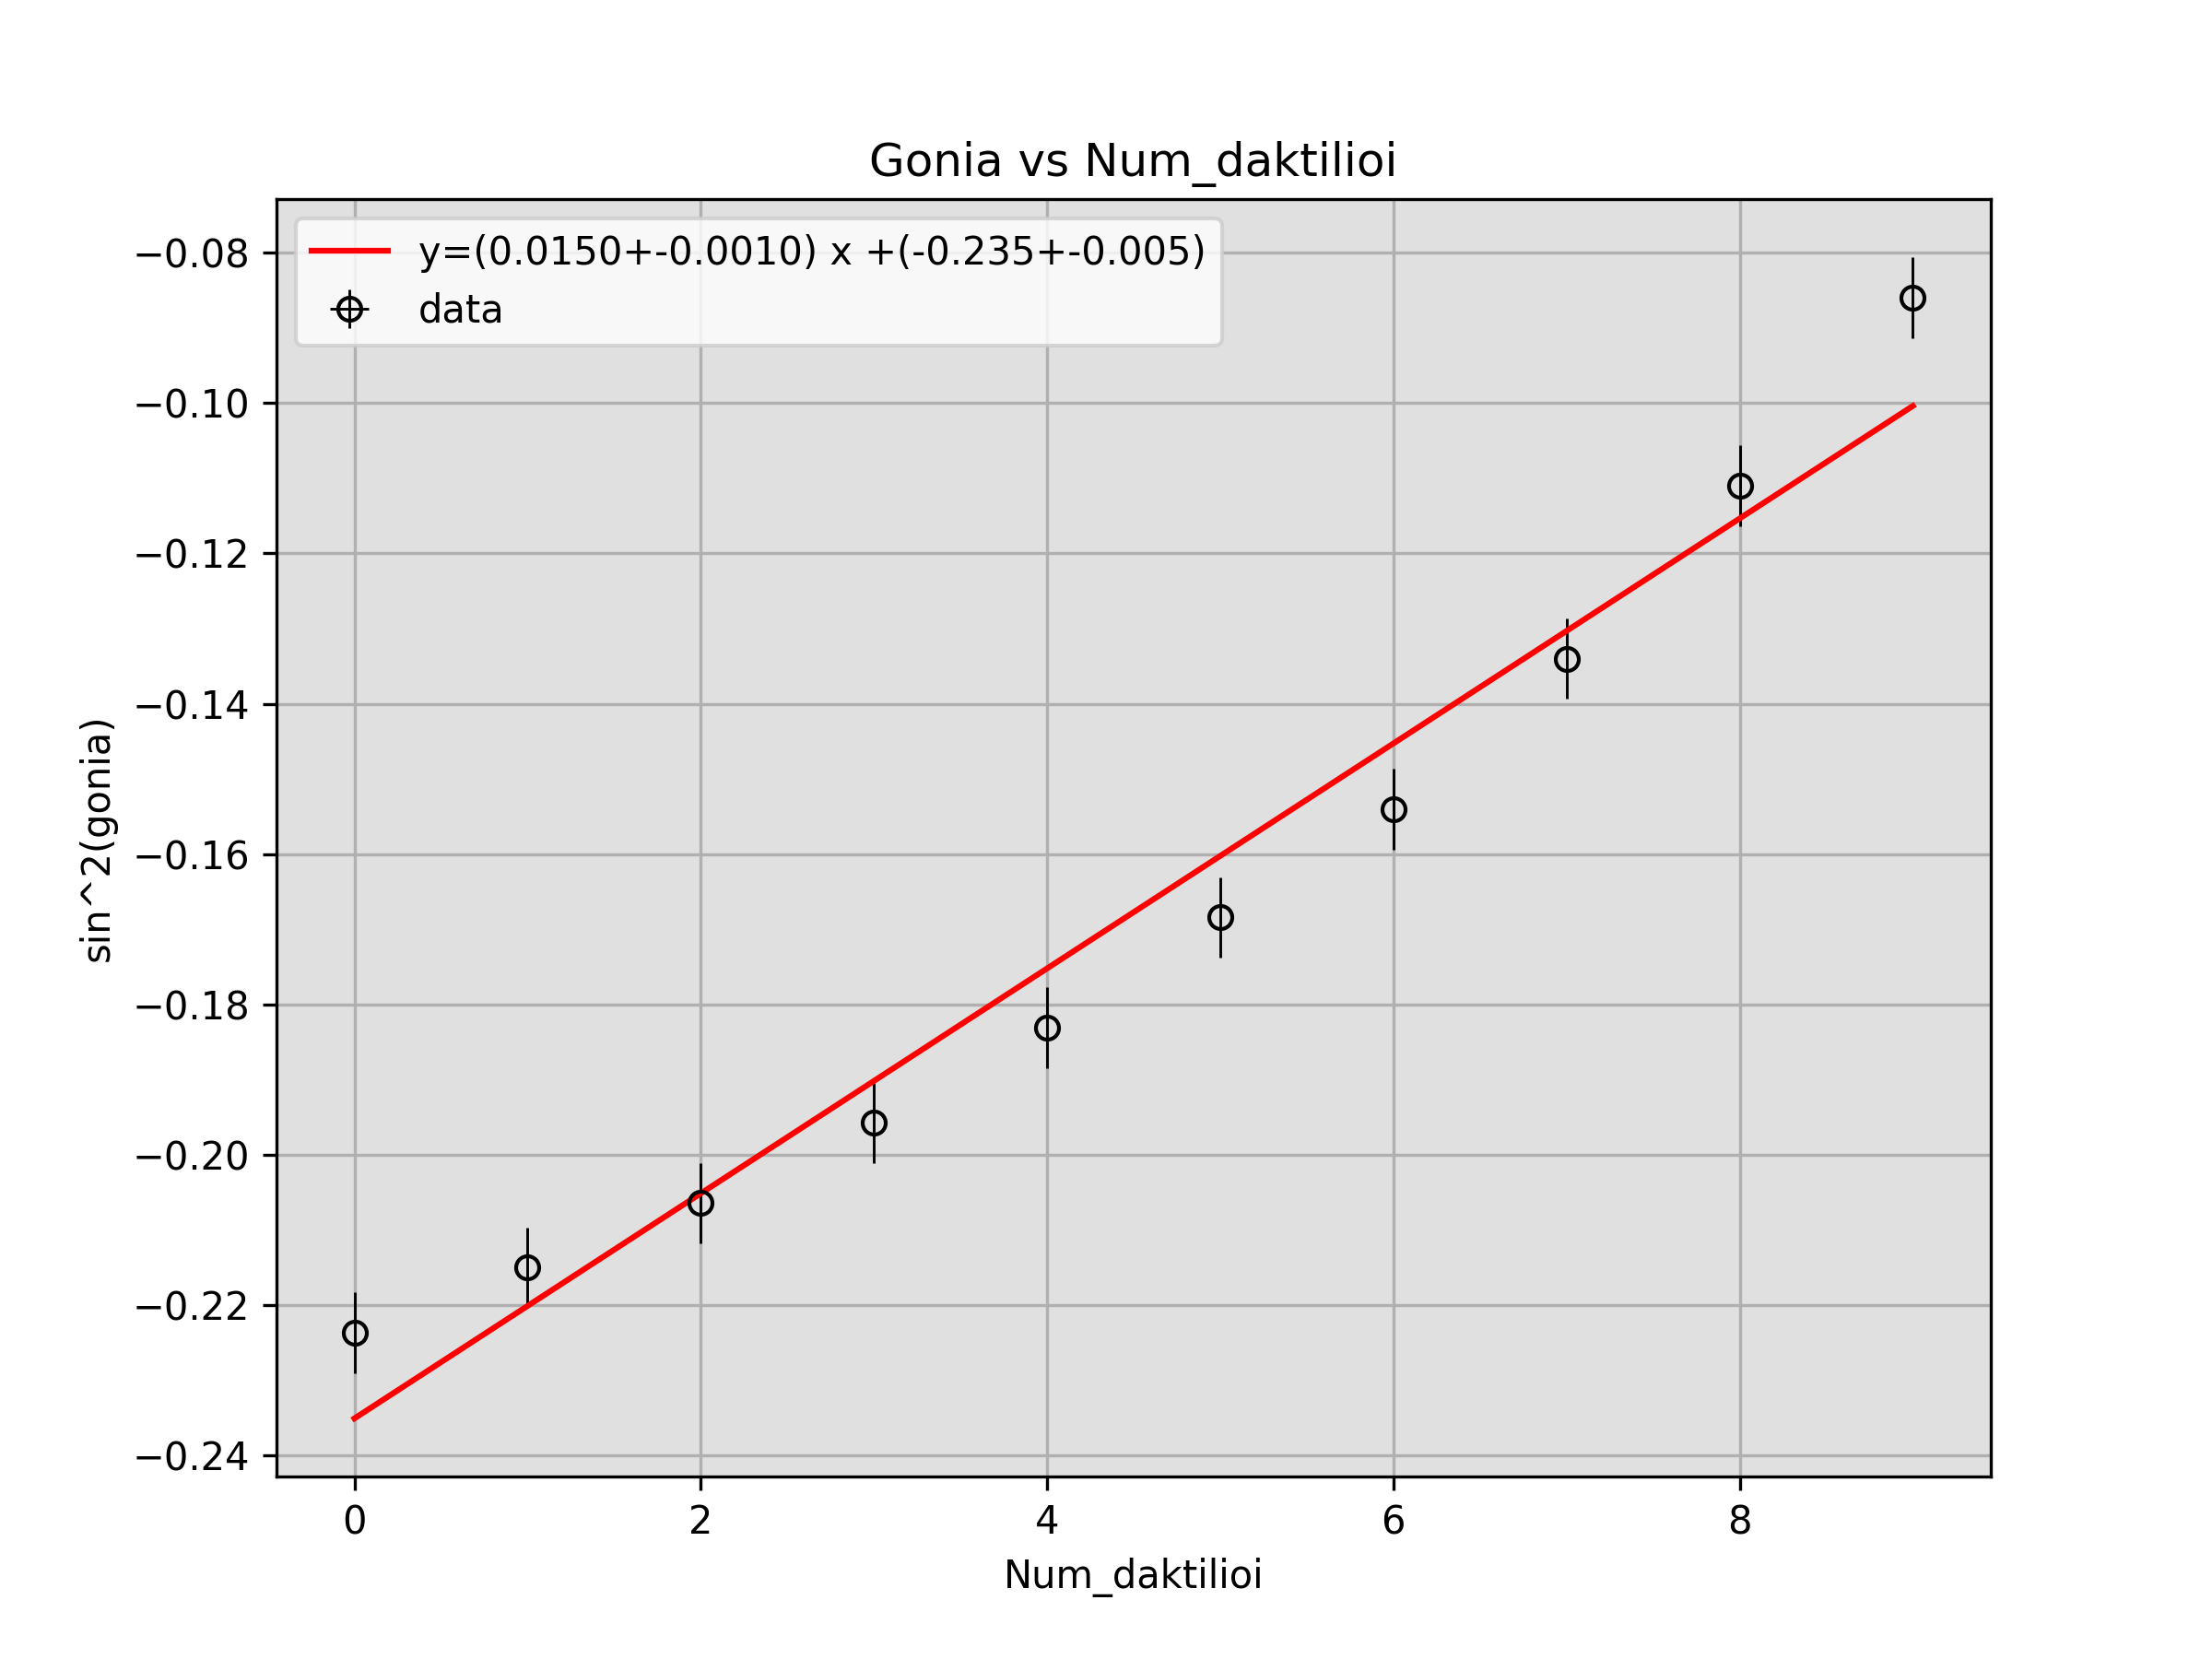 Gonia vs Num_daktilioi
y=(0.0150+-0.0010) x +(-0.235+-0.005)
data
−0.08
−0.10
−0.12
−0.14
−0.16
−0.18
−0.20
−0.22
−0.24
sin^2(gonia)
0 2 4 6 8
Num_daktilioi